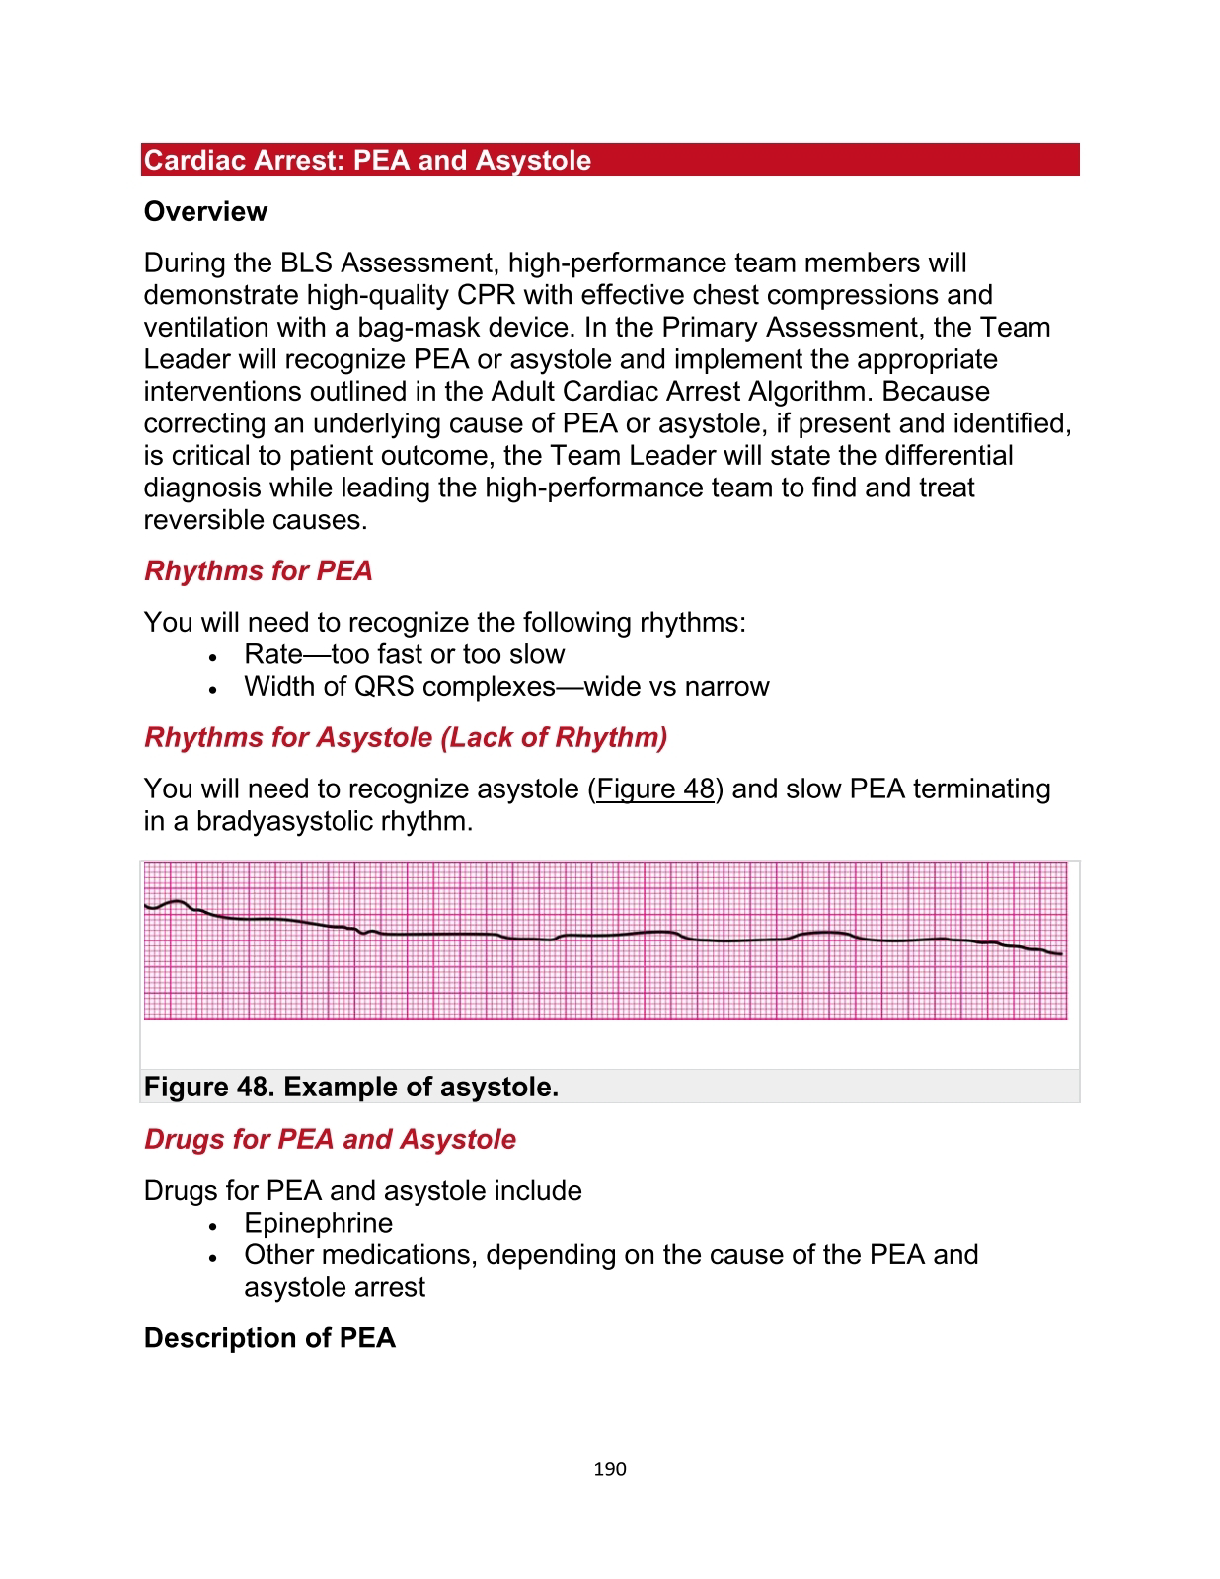 Cardiac Arrest: PEA and Asystole
Overview
During the BLS Assessment, high-performance team members will
demonstrate high-quality CPR with effective chest compressions and
ventilation with a bag-mask device. In the Primary Assessment, the Team
Leader will recognize PEA or asystole and implement the appropriate
interventions outlined in the Adult Cardiac Arrest Algorithm. Because
correcting an underlying cause of PEA or asystole, if present and identified,
is critical to patient outcome, the Team Leader will state the differential
diagnosis while leading the high-performance team to find and treat
reversible causes.
Rhythms for PEA
You will need to recognize the following rhythms:
• Rate—too fast or too slow
• Width of QRS complexes—wide vs narrow
Rhythms for Asystole (Lack of Rhythm)
You will need to recognize asystole (Figure 48) and slow PEA terminating
in a bradyasystolic rhythm.
Figure 48. Example of asystole.
Drugs for PEA and Asystole
Drugs for PEA and asystole include
• Epinephrine
• Other medications, depending on the cause of the PEA and
asystole arrest
Description of PEA
190